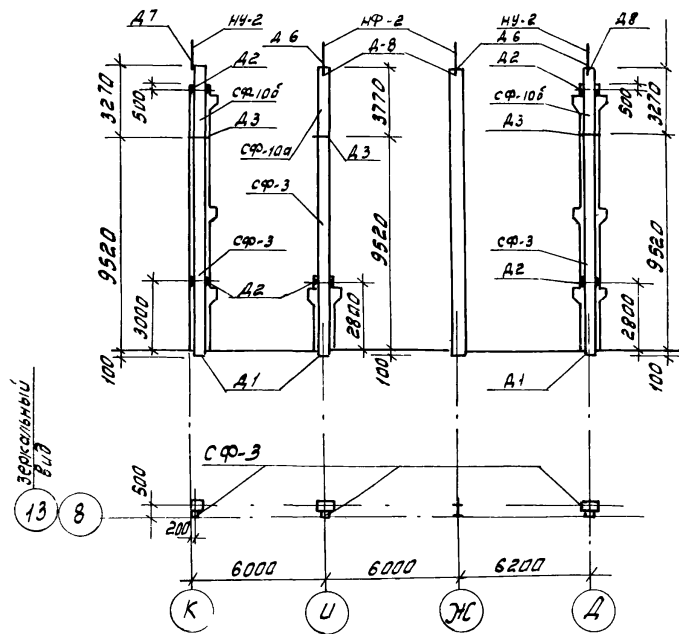 Д7
НУ-2
НФ-2
НУ-2
Д8
Д6
Д-8
Д6
Д2
Д2
3270
500
СФ-10б
3770
СФ-10б
500
3270
Д3
СФ-10а
Д3
Д3
СФ-3
9520
СФ-3
9520
СФ-3
9520
Д2
Д2
3000
2800
2800
100
100
100
Д1
Д1
зеркальный
вид
СФ-3
500
13
8
200
6000
6000
6200
К
И
Ж
Д